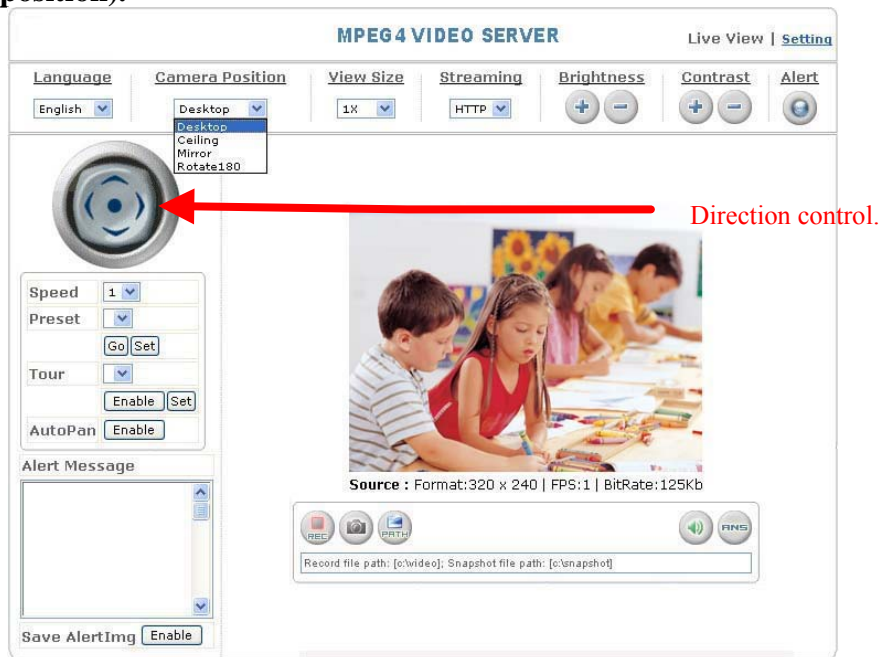 position).
MPEG4 VIDEO SERVER
Live View | Setting
Language Camera Position View Size Streaming Brightness Contrast Alert
English Desktop 1X HTTP + − + −
Desktop
Ceiling
Mirror
Rotate180
Direction control.
Speed 1
Preset
Go Set
Tour
Enable Set
AutoPan Enable
Alert Message
Source : Format:320 x 240 | FPS:1 | BitRate:125Kb
REC PATH ANS
Record file path: [c:\video]; Snapshot file path: [c:\snapshot]
Save AlertImg Enable